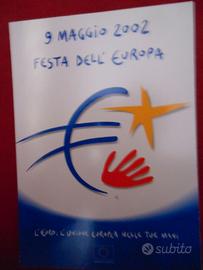 9 MAGGIO 2002
FESTA DELL'EUROPA
L'EURO: L'UNIONE EUROPEA NELLE TUE MANI
subito